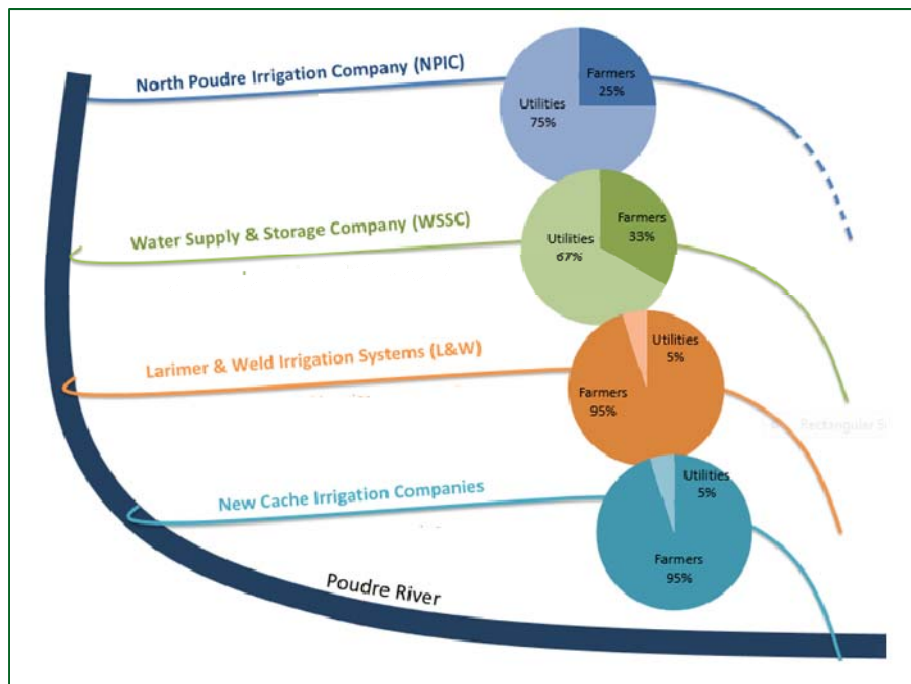 North Poudre Irrigation Company (NPIC)
Farmers
25%
Utilities
75%
Water Supply & Storage Company (WSSC)
Farmers
33%
Utilities
67%
Larimer & Weld Irrigation Systems (L&W)
Utilities
5%
Farmers
95%
Rectangular S
New Cache Irrigation Companies
Utilities
5%
Farmers
95%
Poudre River